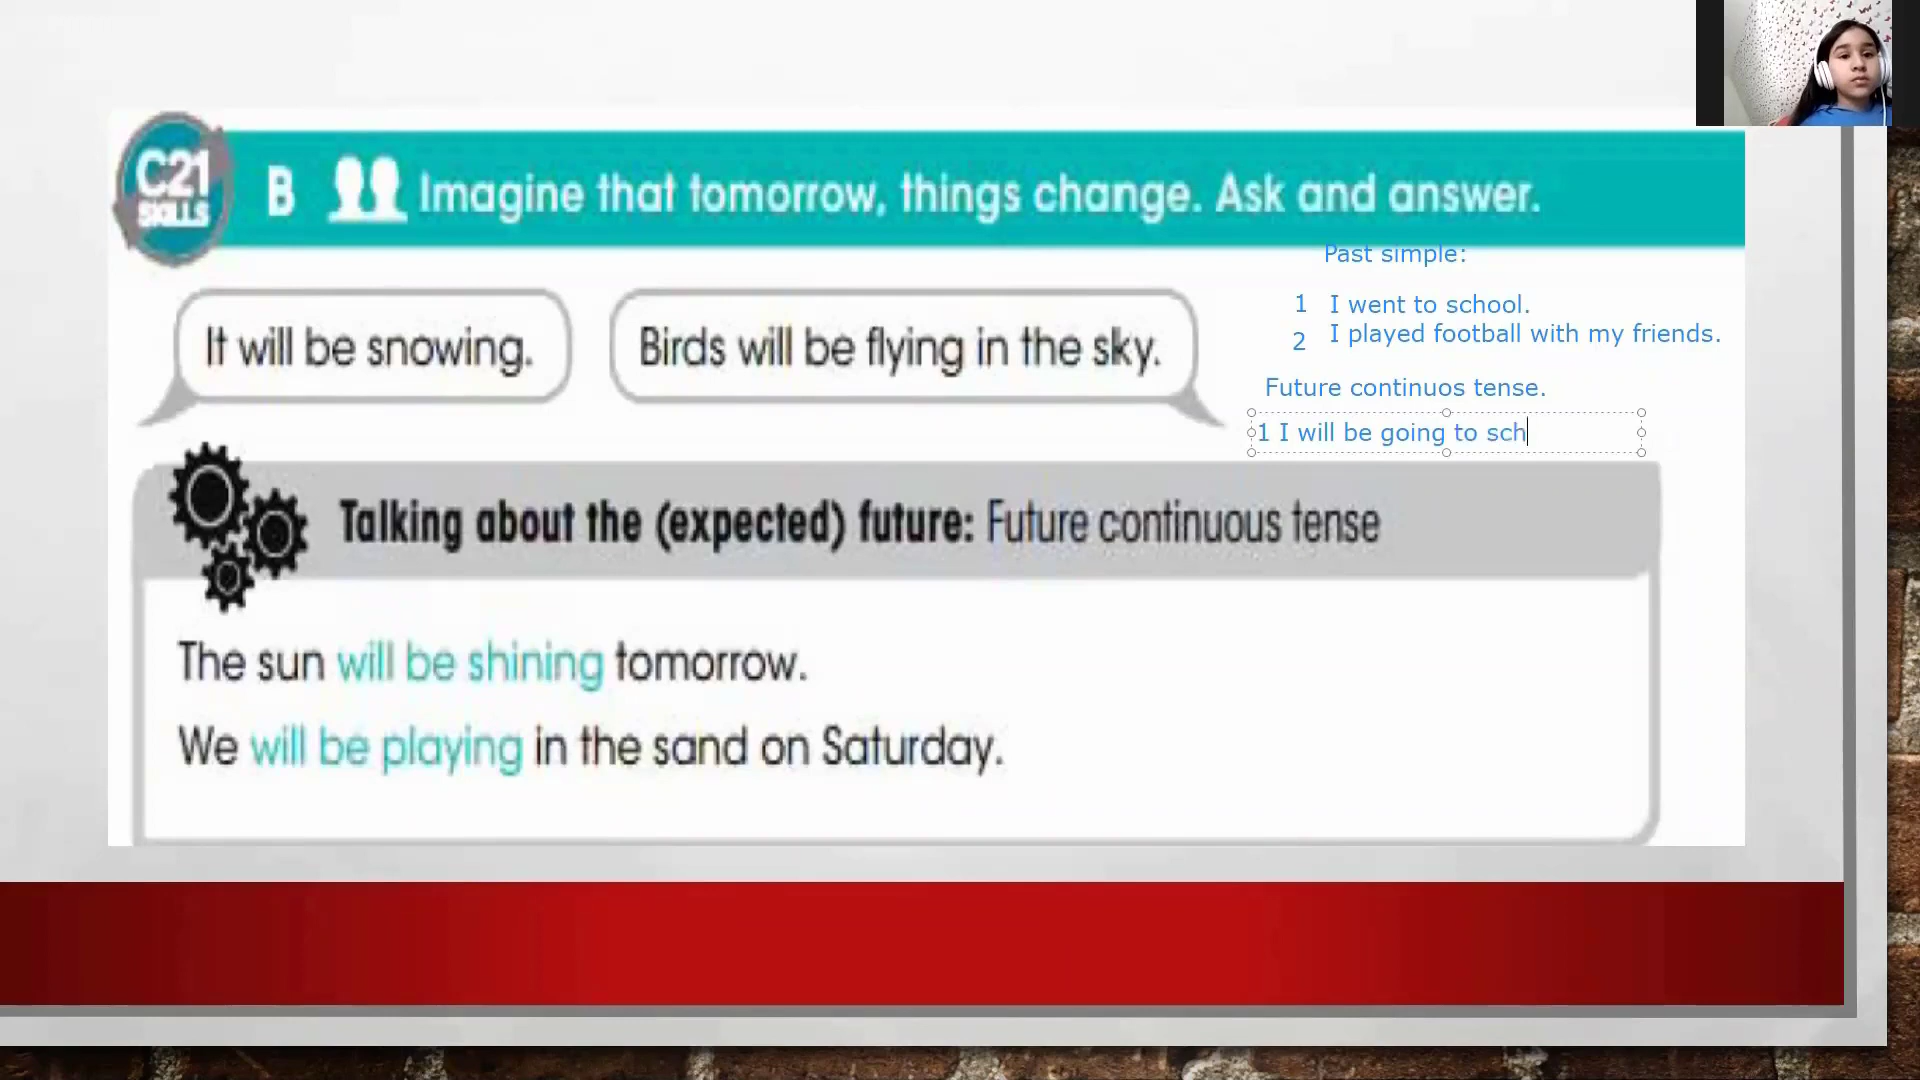 C21
SKILLS
B Imagine that tomorrow, things change. Ask and answer.
Past simple:
1 I went to school.
2 I played football with my friends.
It will be snowing.
Birds will be flying in the sky.
Future continuos tense.
1 I will be going to sch
Talking about the (expected) future: Future continuous tense
The sun will be shining tomorrow.
We will be playing in the sand on Saturday.